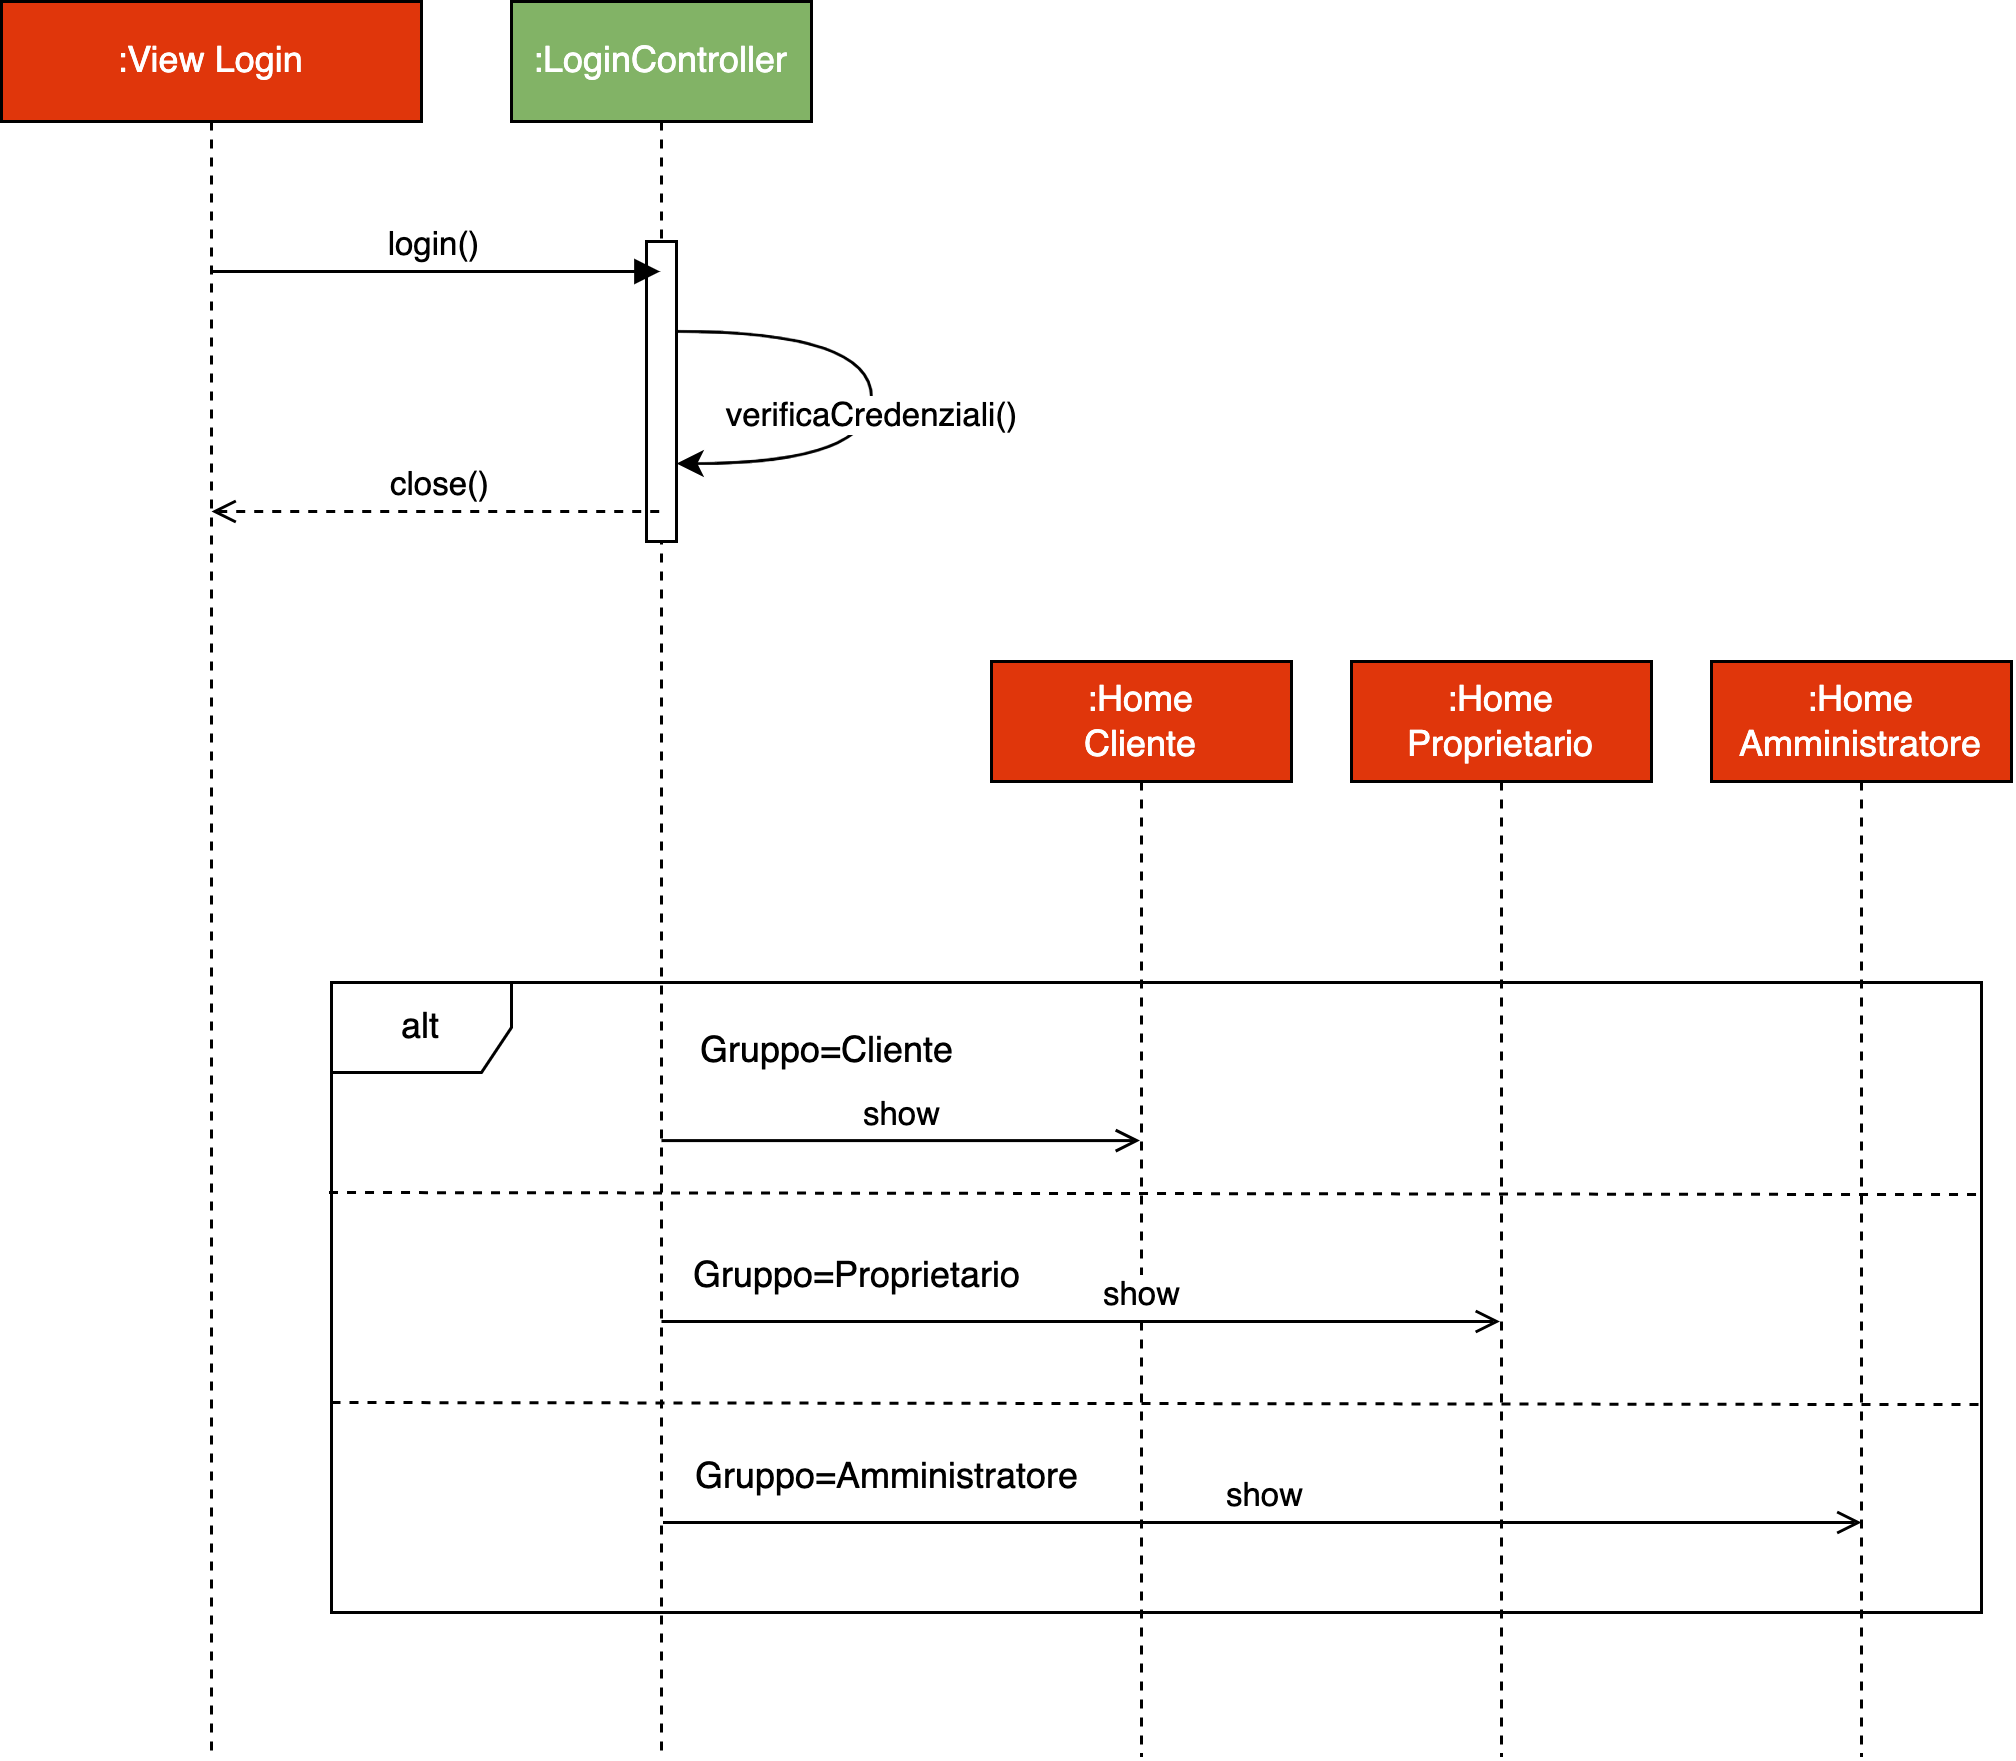 :View Login
:LoginController
login()
verificaCredenziali()
close()
:Home
Cliente
:Home
Proprietario
:Home
Amministratore
alt
Gruppo=Cliente
show
Gruppo=Proprietario
show
Gruppo=Amministratore
show